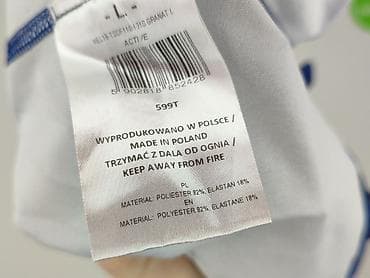 - L -
ACTIVE
5 902818 852428
599T
WYPRODUKOWANO W POLSCE /
MADE IN POLAND
TRZYMAĆ Z DALA OD OGNIA /
KEEP AWAY FROM FIRE
PL
MATERIAŁ: POLIESTER 82%, ELASTAN 18%
EN
MATERIAL: POLYESTER 82%, ELASTANE 18%